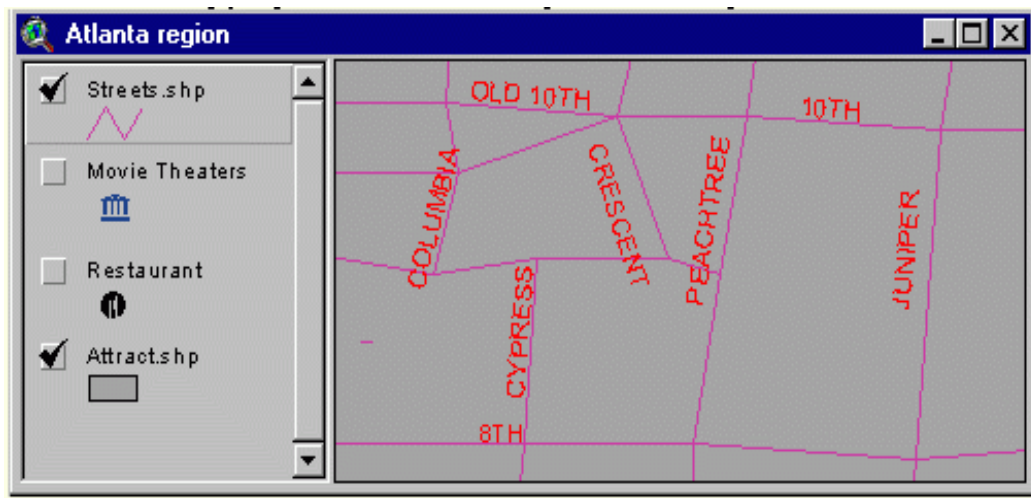 Atlanta region
Streets.shp
Movie Theaters
Restaurant
Attract.shp
OLD 10TH
10TH
COLUMBIA
CRESCENT
PEACHTREE
JUNIPER
CYPRESS
8TH